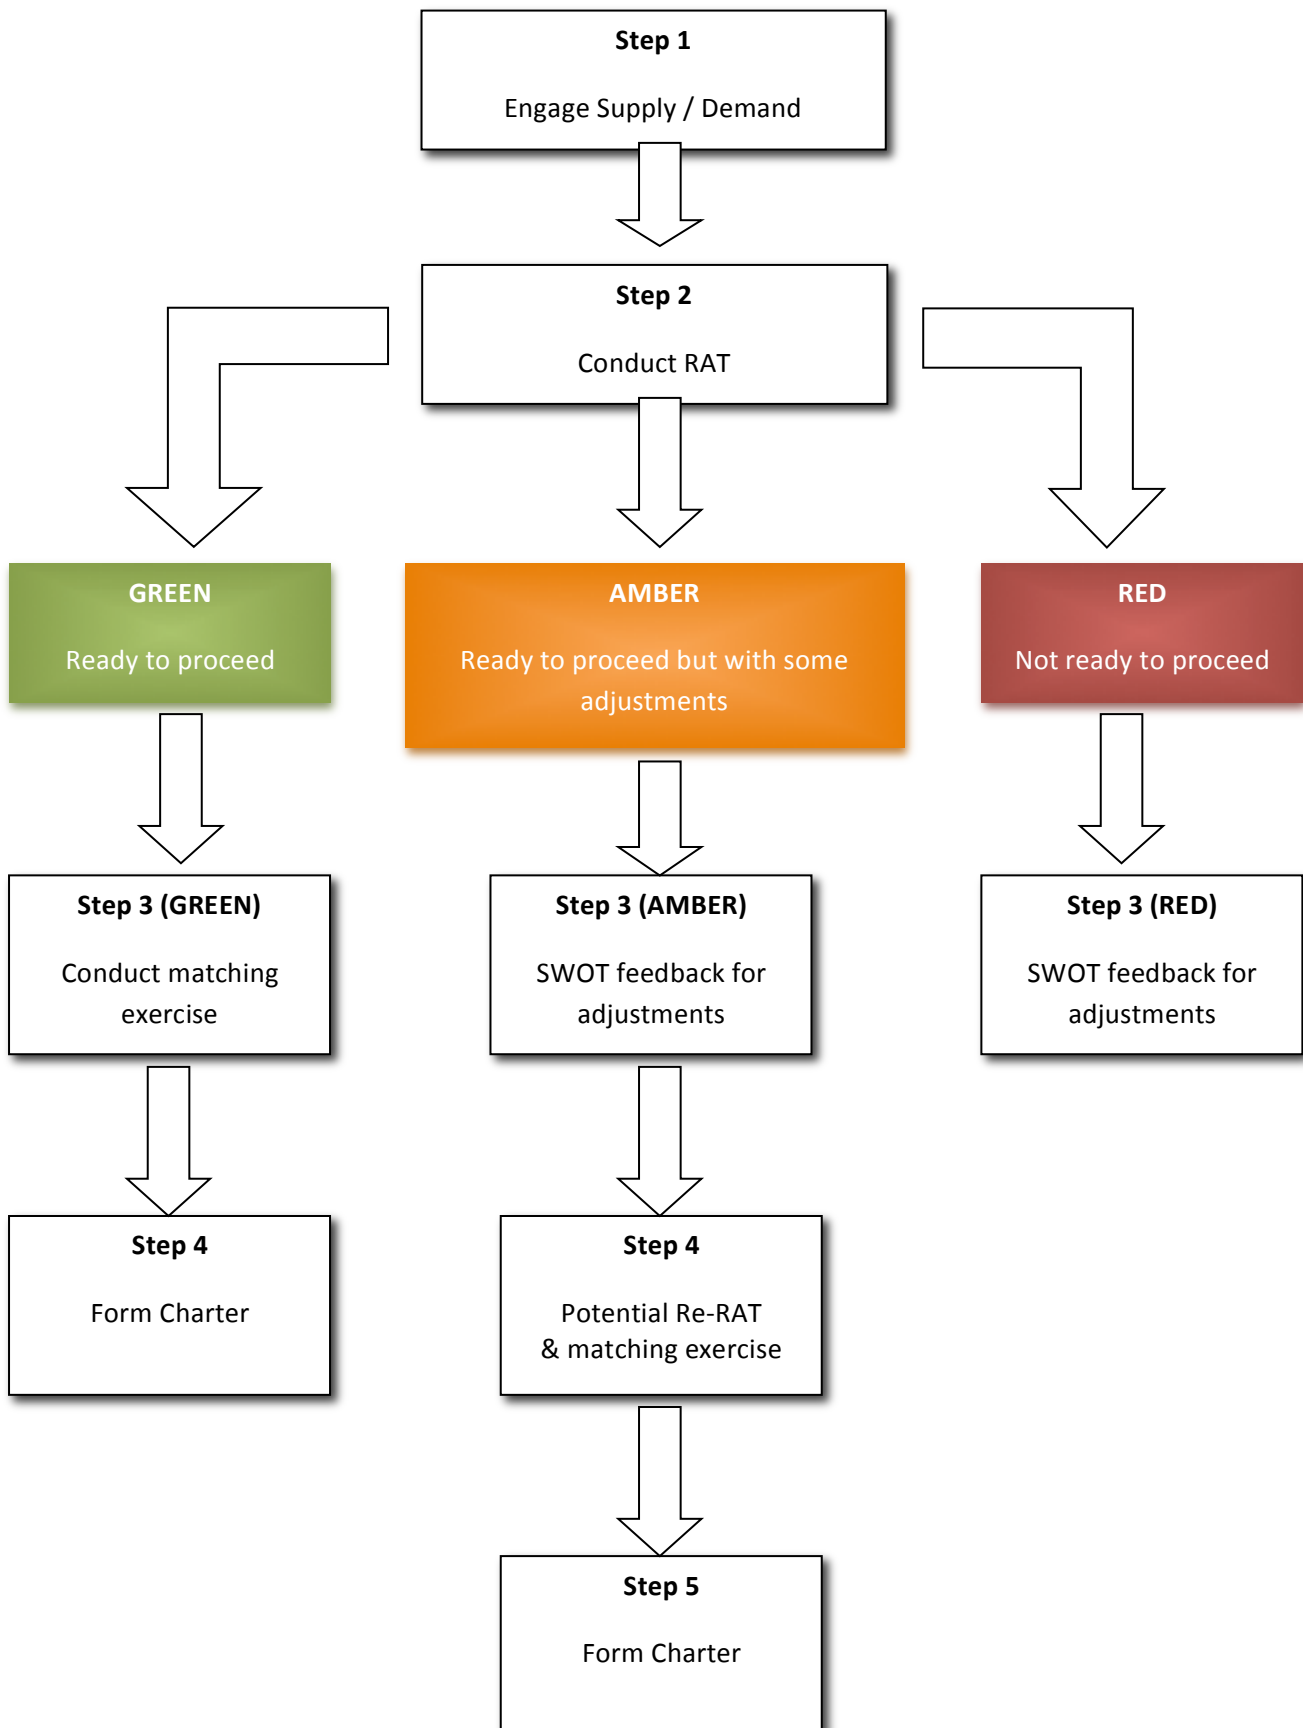 Step 1
Engage Supply / Demand
Step 2
Conduct RAT
GREEN
Ready to proceed
AMBER
Ready to proceed but with some
adjustments
RED
Not ready to proceed
Step 3 (GREEN)
Conduct matching
exercise
Step 3 (AMBER)
SWOT feedback for
adjustments
Step 3 (RED)
SWOT feedback for
adjustments
Step 4
Form Charter
Step 4
Potential Re-RAT
& matching exercise
Step 5
Form Charter